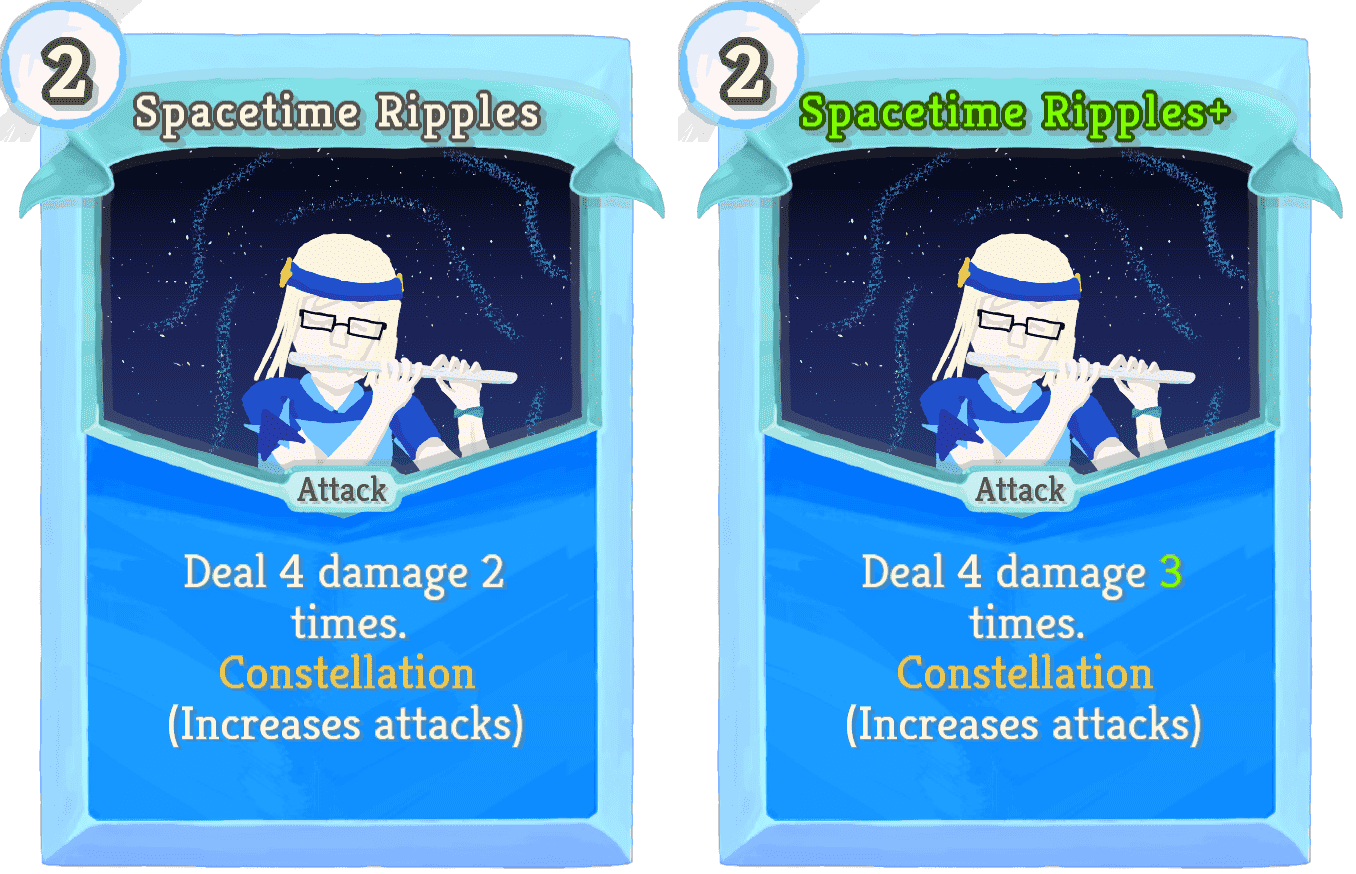 2
Spacetime Ripples
Attack
Deal 4 damage 2
times.
Constellation
(Increases attacks)
2
Spacetime Ripples+
Attack
Deal 4 damage 3
times.
Constellation
(Increases attacks)